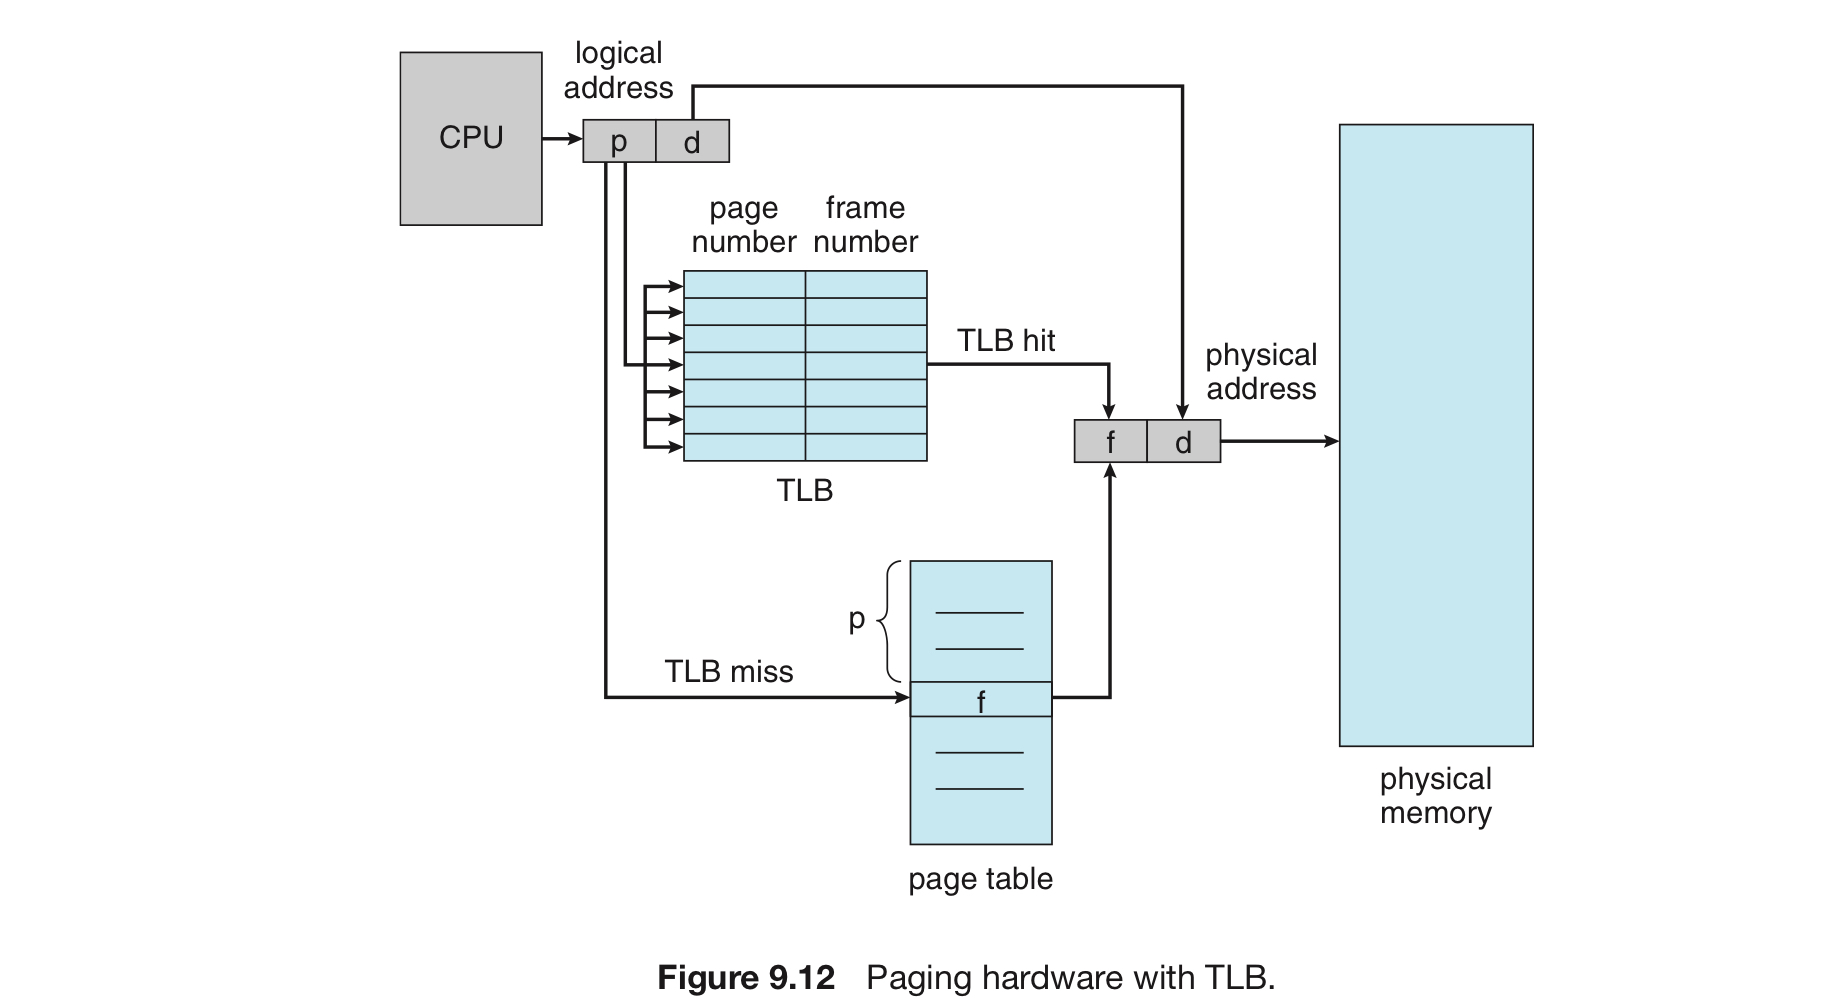 logical
address
CPU
p
d
page
number
frame
number
TLB hit
physical
address
f
d
TLB
p
TLB miss
f
physical
memory
page table
Figure 9.12 Paging hardware with TLB.